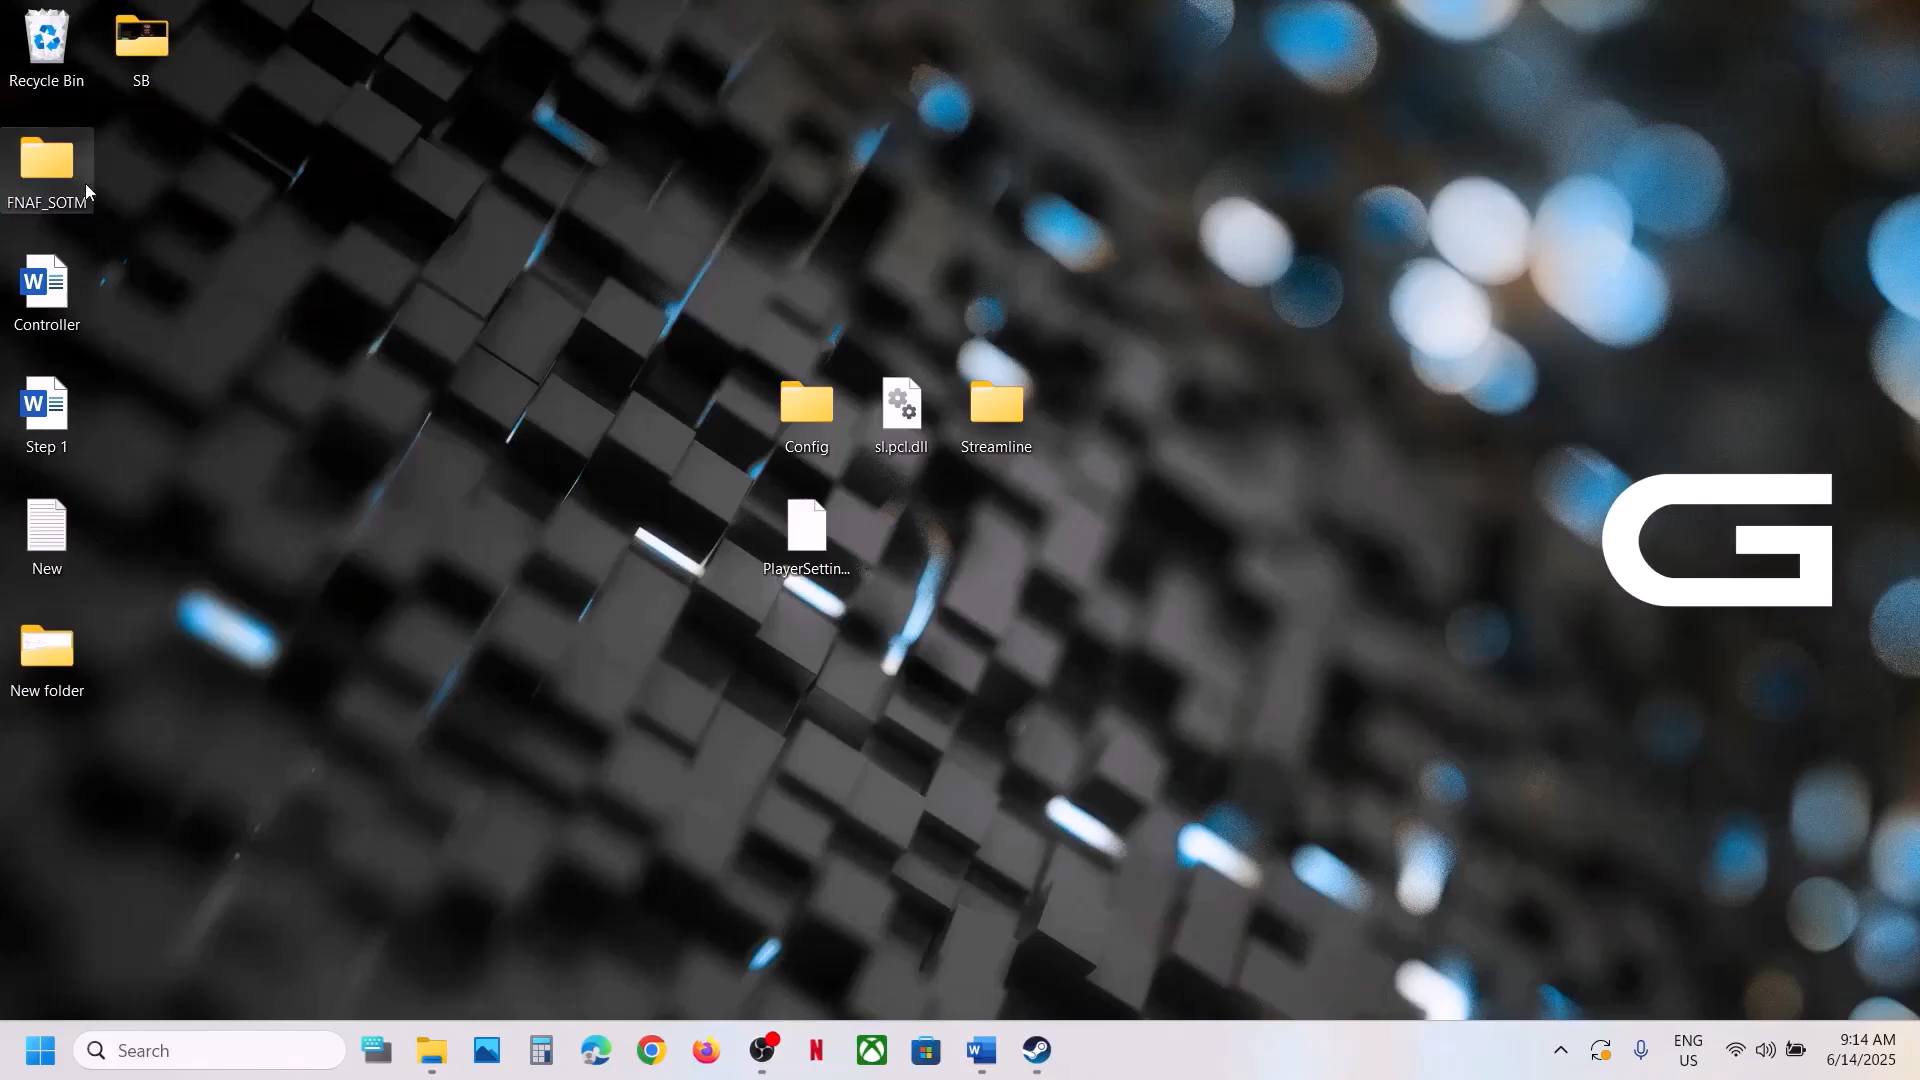 Recycle Bin
SB
FNAF_SOTM
Controller
Step 1
New
New folder
Config
sl.pcl.dll
Streamline
PlayerSettin...
Search
ENG
US
9:14 AM
6/14/2025